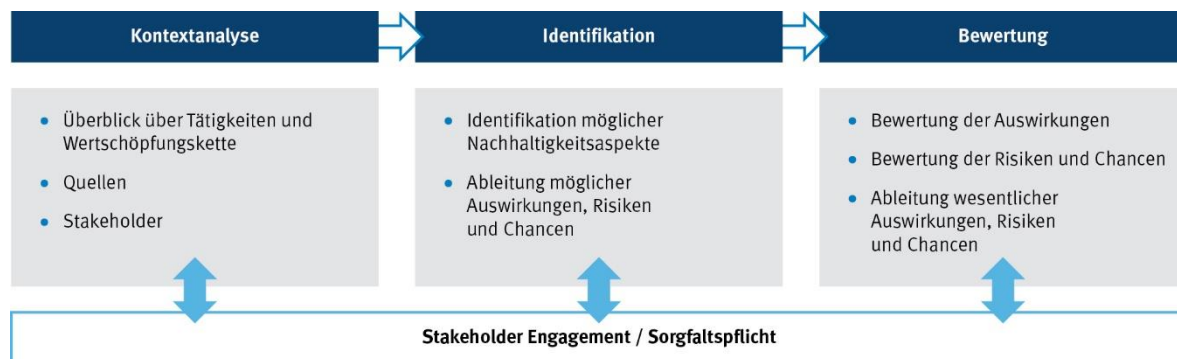 Kontextanalyse
Identifikation
Bewertung
Überblick über Tätigkeiten und
Wertschöpfungskette
Quellen
Stakeholder
Identifikation möglicher
Nachhaltigkeitsaspekte
Ableitung möglicher
Auswirkungen, Risiken
und Chancen
Bewertung der Auswirkungen
Bewertung der Risiken und Chancen
Ableitung wesentlicher
Auswirkungen, Risiken
und Chancen
Stakeholder Engagement / Sorgfaltspflicht